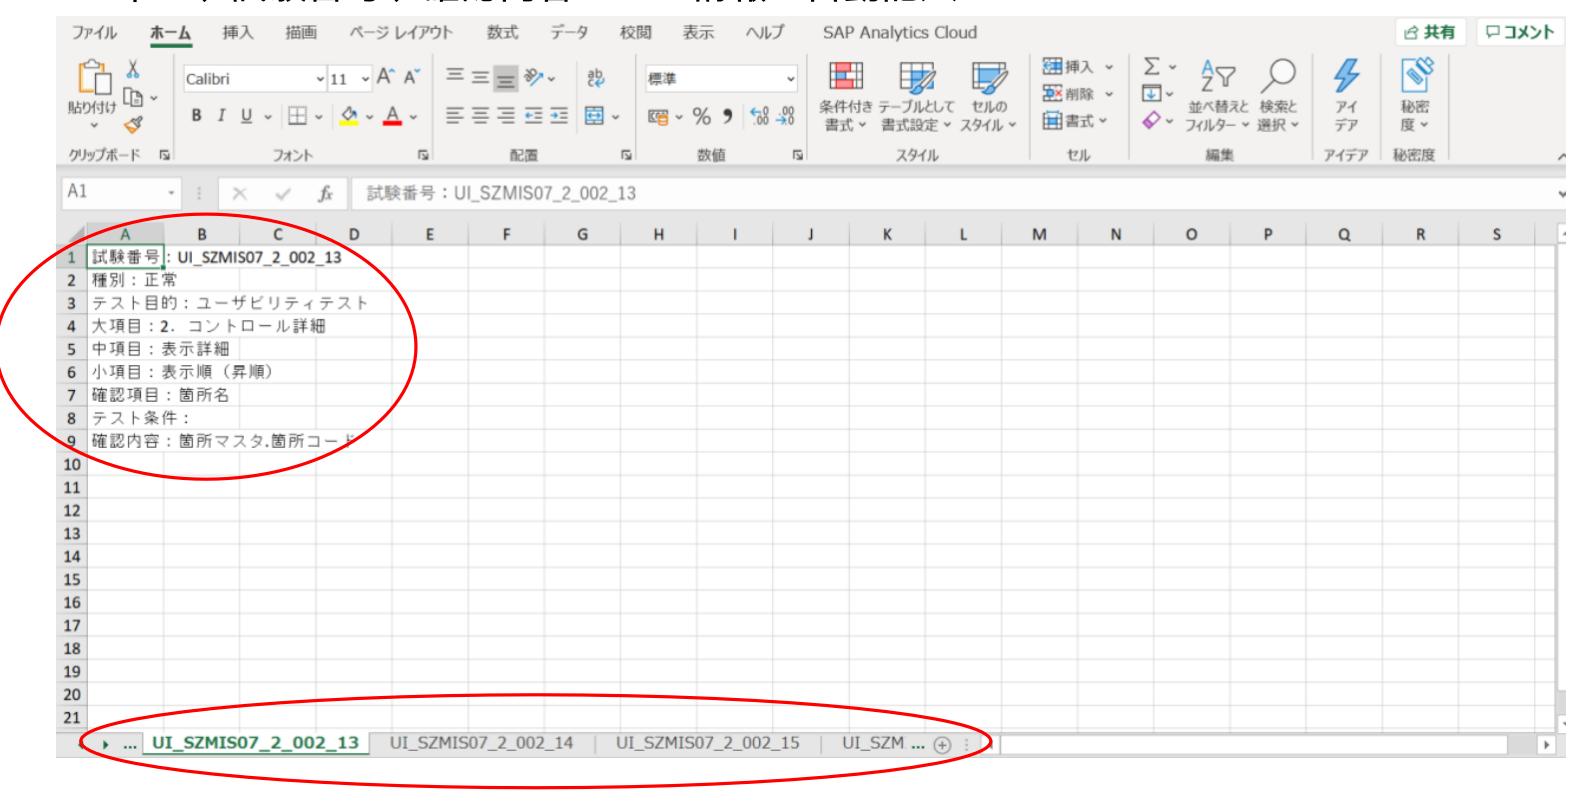 ファイル ホーム 挿入 描画 ページ レイアウト 数式 データ 校閲 表示 ヘルプ SAP Analytics Cloud 共有 コメント
貼り付け
Calibri 11 A A
標準
条件付き書式 テーブルとして書式設定 セルのスタイル
挿入
削除
書式
並べ替えと
フィルター
検索と
選択
アイ
デア
秘密
度
B I U A
% 9 .00 .00
クリップボード フォント 配置 数値 スタイル セル 編集 アイデア 秘密度
A1 fx 試験番号：UI_SZMIS07_2_002_13
A B C D E F G H I J K L M N O P Q R S
1 試験番号：UI_SZMIS07_2_002_13
2 種別：正常
3 テスト目的：ユーザビリティテスト
4 大項目：2. コントロール詳細
5 中項目：表示詳細
6 小項目：表示順（昇順）
7 確認項目：箇所名
8 テスト条件：
9 確認内容：箇所マスタ.箇所コード
10
11
12
13
14
15
16
17
18
19
20
21
... UI_SZMIS07_2_002_13 UI_SZMIS07_2_002_14 UI_SZMIS07_2_002_15 UI_SZM ...